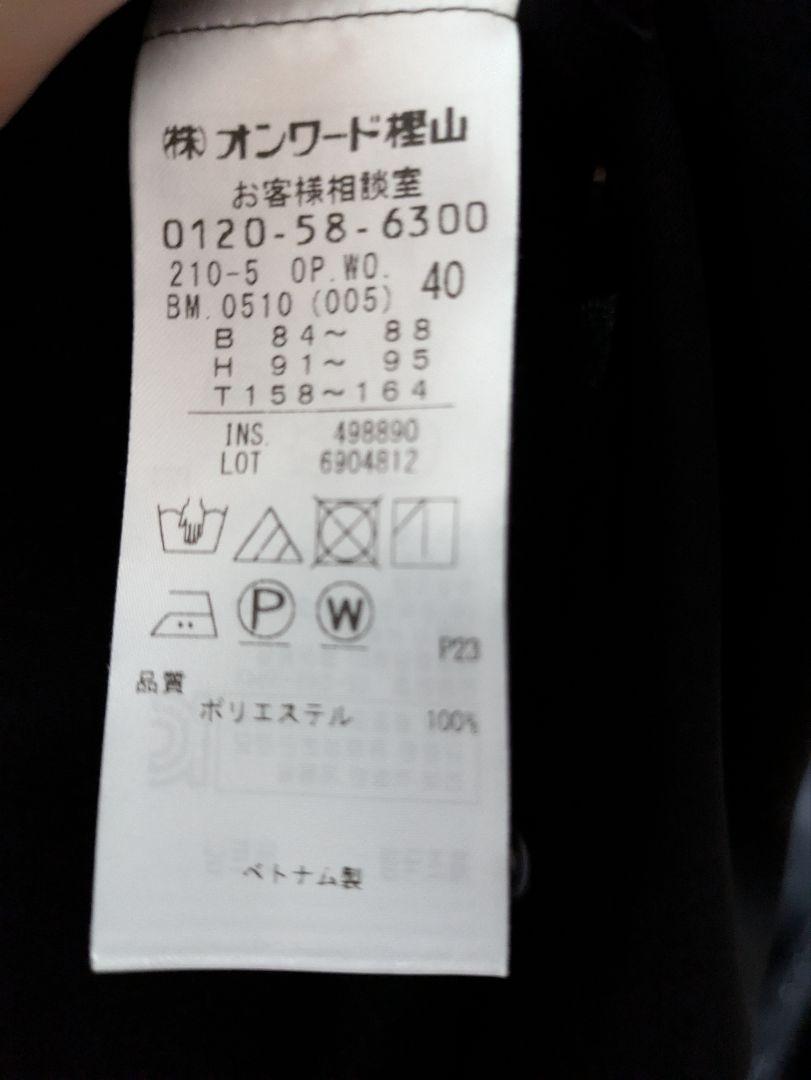 ㈱オンワード樫山
お客様相談室
0120-58-6300
210-5 OP.WO. 40
BM.0510 (005)
B 84～ 88
H 91～ 95
T158～164
INS. 498890
LOT 6904812
P W
P23
品質
ポリエステル 100%
ベトナム製